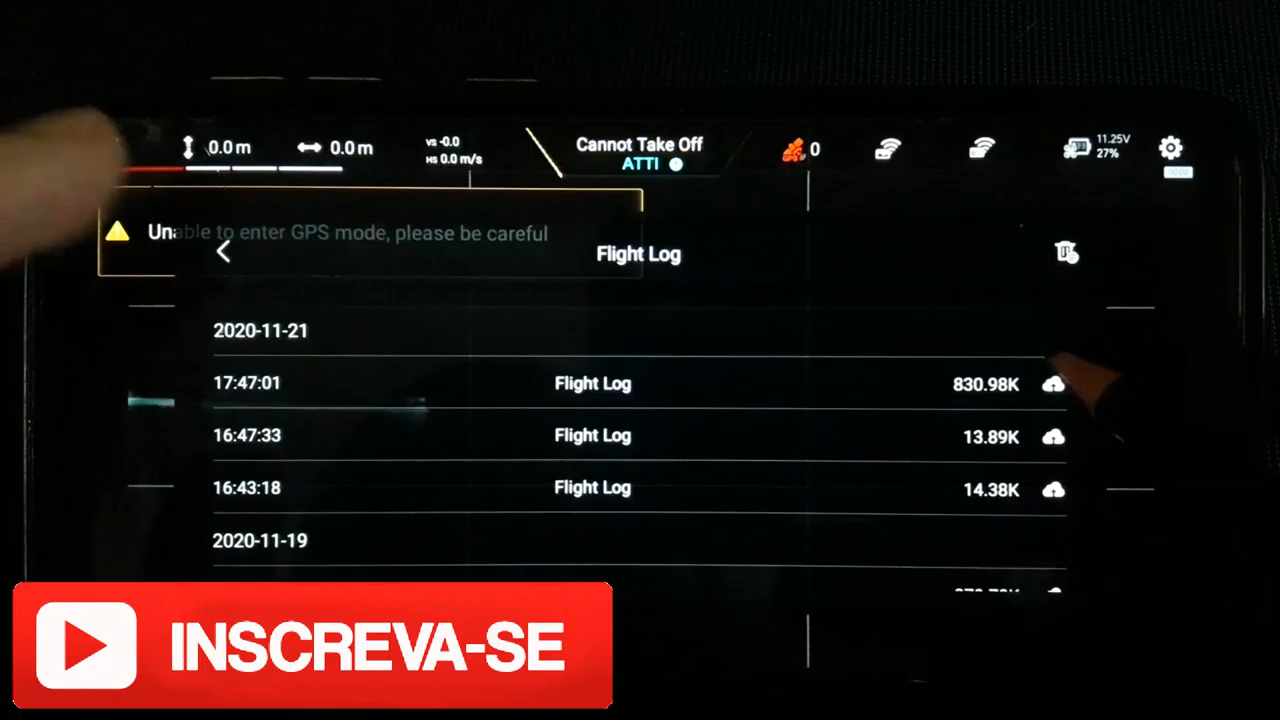 0.0 m
0.0 m
VS -0.0
HS 0.0 m/s
Cannot Take Off
ATTI
GPS
0
11.25V
27%
00:00
Unable to enter GPS mode, please be careful
Flight Log
2020-11-21
17:47:01 Flight Log 830.98K
16:47:33 Flight Log 13.89K
16:43:18 Flight Log 14.38K
2020-11-19
INSCREVA-SE